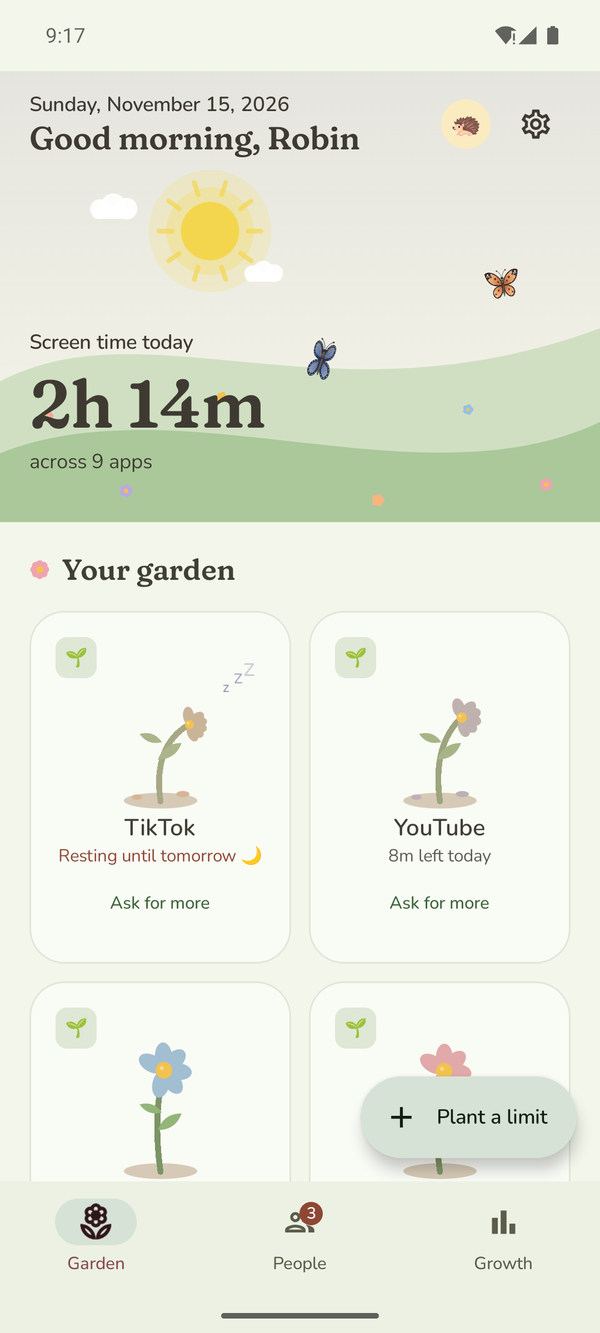 9:17
Sunday, November 15, 2026
Good morning, Robin
Screen time today
2h 14m
across 9 apps
Your garden
z z Z
TikTok
Resting until tomorrow 🌙
Ask for more
YouTube
8m left today
Ask for more
+ Plant a limit
3
Garden
People
Growth